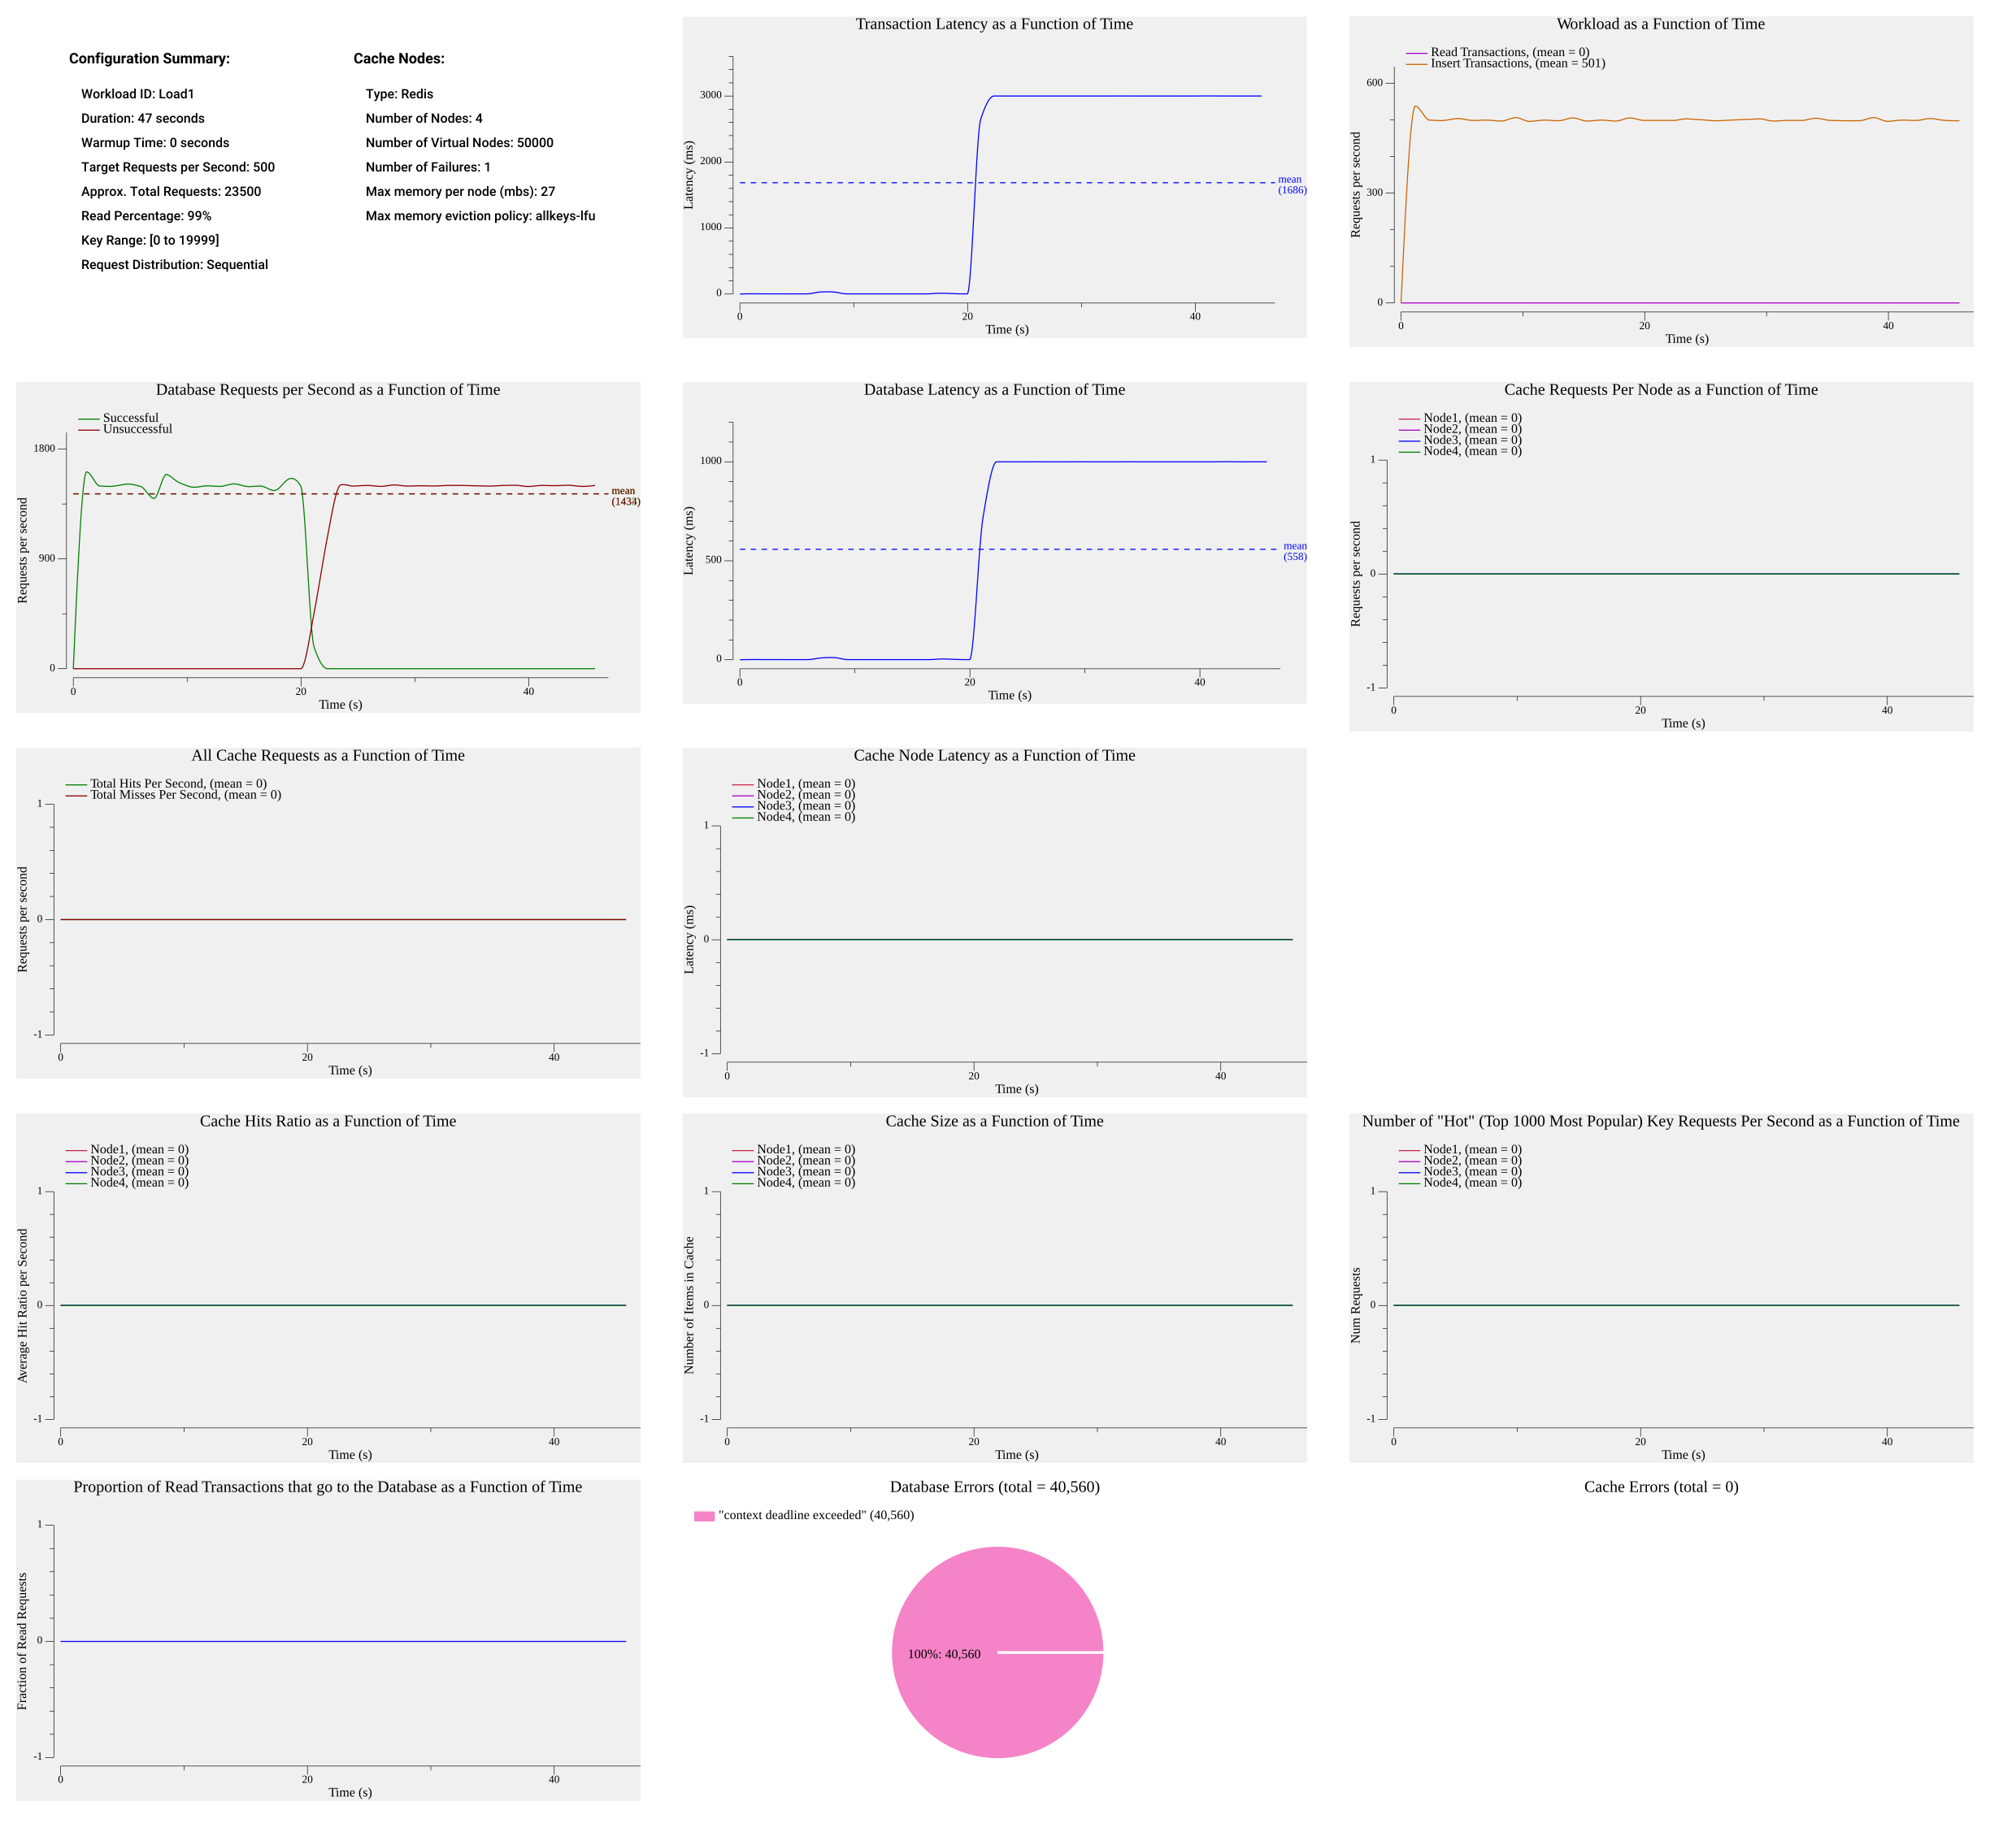 Configuration Summary:
Workload ID: Load1
Duration: 47 seconds
Warmup Time: 0 seconds
Target Requests per Second: 500
Approx. Total Requests: 23500
Read Percentage: 99%
Key Range: [0 to 19999]
Request Distribution: Sequential
Cache Nodes:
Type: Redis
Number of Nodes: 4
Number of Virtual Nodes: 50000
Number of Failures: 1
Max memory per node (mbs): 27
Max memory eviction policy: allkeys-lfu
Transaction Latency as a Function of Time
Latency (ms)
3000
2000
1000
0
mean
(1686)
0
20
40
Time (s)
Workload as a Function of Time
Read Transactions, (mean = 0)
Insert Transactions, (mean = 501)
Requests per second
600
300
0
0
20
40
Time (s)
Database Requests per Second as a Function of Time
Successful
Unsuccessful
Requests per second
1800
900
0
mean
0
20
40
Time (s)
Database Latency as a Function of Time
Latency (ms)
1000
500
0
mean
(558)
0
20
40
Time (s)
Cache Requests Per Node as a Function of Time
Node1, (mean = 0)
Node2, (mean = 0)
Node3, (mean = 0)
Node4, (mean = 0)
Requests per second
1
0
-1
0
20
40
Time (s)
All Cache Requests as a Function of Time
Total Hits Per Second, (mean = 0)
Total Misses Per Second, (mean = 0)
Requests per second
1
0
-1
0
20
40
Time (s)
Cache Node Latency as a Function of Time
Node1, (mean = 0)
Node2, (mean = 0)
Node3, (mean = 0)
Node4, (mean = 0)
Latency (ms)
1
0
-1
0
20
40
Time (s)
Cache Hits Ratio as a Function of Time
Node1, (mean = 0)
Node2, (mean = 0)
Node3, (mean = 0)
Node4, (mean = 0)
Average Hit Ratio per Second
1
0
-1
0
20
40
Time (s)
Cache Size as a Function of Time
Node1, (mean = 0)
Node2, (mean = 0)
Node3, (mean = 0)
Node4, (mean = 0)
Number of Items in Cache
1
0
-1
0
20
40
Time (s)
Number of "Hot" (Top 1000 Most Popular) Key Requests Per Second as a Function of Time
Node1, (mean = 0)
Node2, (mean = 0)
Node3, (mean = 0)
Node4, (mean = 0)
Num Requests
1
0
-1
0
20
40
Time (s)
Proportion of Read Transactions that go to the Database as a Function of Time
Fraction of Read Requests
1
0
-1
0
20
40
Time (s)
Database Errors (total = 40,560)
"context deadline exceeded" (40,560)
100%: 40,560
Cache Errors (total = 0)